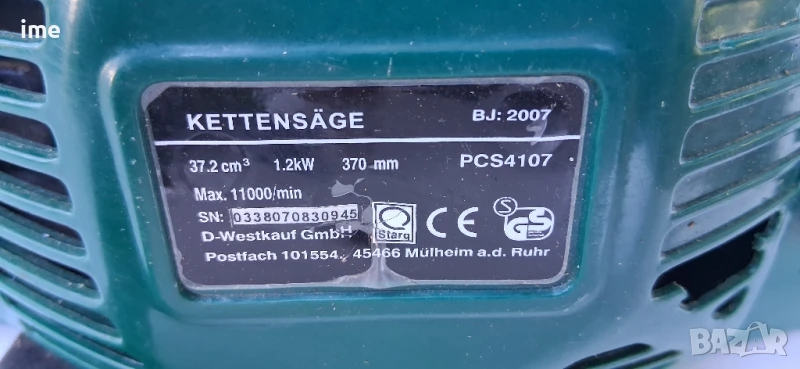 ime
KETTENSÄGE BJ: 2007
37.2 cm³ 1.2kW 370 mm PCS4107
Max. 11000/min
SN: 0338070830945
D-Westkauf GmbH Starq CE S GS
Postfach 101554, 45466 Mülheim a.d. Ruhr
BAZAR